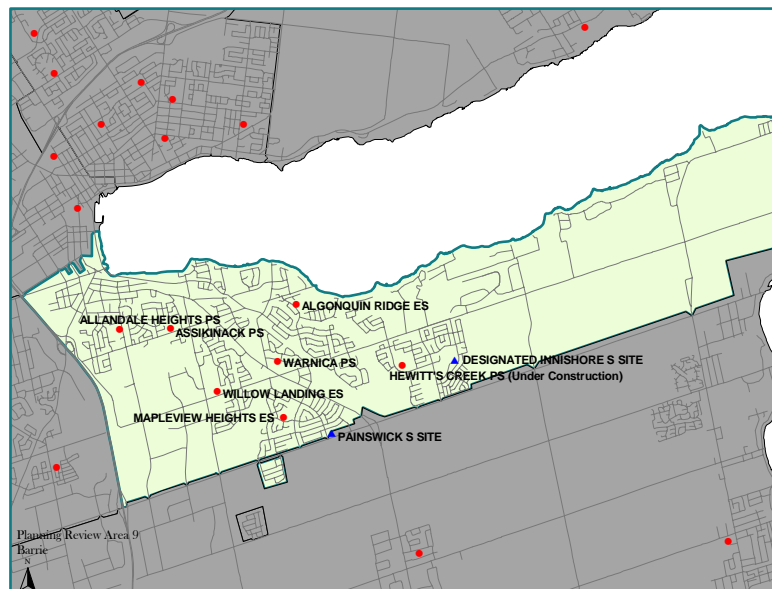 ALGONQUIN RIDGE ES
ALLANDALE HEIGHTS PS
ASSIKINACK PS
WARNICA PS
DESIGNATED INNISHORE S SITE
HEWITT'S CREEK PS (Under Construction)
WILLOW LANDING ES
MAPLEVIEW HEIGHTS ES
PAINSWICK S SITE
Planning Review Area 9
Barrie
N